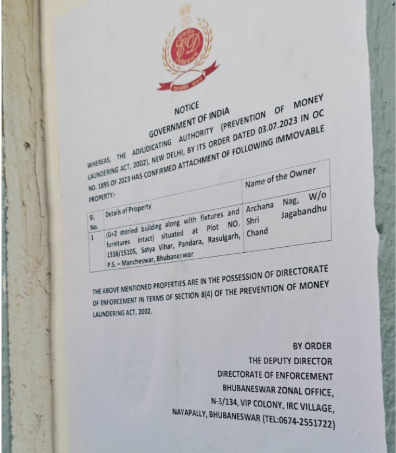 NOTICE
GOVERNMENT OF INDIA
WHEREAS, THE ADJUDICATING AUTHORITY (PREVENTION OF MONEY
LAUNDERING ACT, 2002), NEW DELHI, BY ITS ORDER DATED 03.07.2023 IN OC
NO. 1895 OF 2023 HAS CONFIRMED ATTACHMENT OF FOLLOWING IMMOVABLE
PROPERTY:-
Sl. No. Details of Property Name of the Owner
1 (G+2 storied building along with fixtures and Archana Nag, W/o
furnitures intact) situated at Plot NO. Shri Jagabandhu
1338/15105, Satya Vihar, Pandara, Rasulgarh, Chand
P.S. – Mancheswar, Bhubaneswar
THE ABOVE MENTIONED PROPERTIES ARE IN THE POSSESSION OF DIRECTORATE
OF ENFORCEMENT IN TERMS OF SECTION 8(4) OF THE PREVENTION OF MONEY
LAUNDERING ACT, 2002.
BY ORDER
THE DEPUTY DIRECTOR
DIRECTORATE OF ENFORCEMENT
BHUBANESWAR ZONAL OFFICE,
N-3/134, VIP COLONY, IRC VILLAGE,
NAYAPALLY, BHUBANESWAR (TEL:0674-2551722)